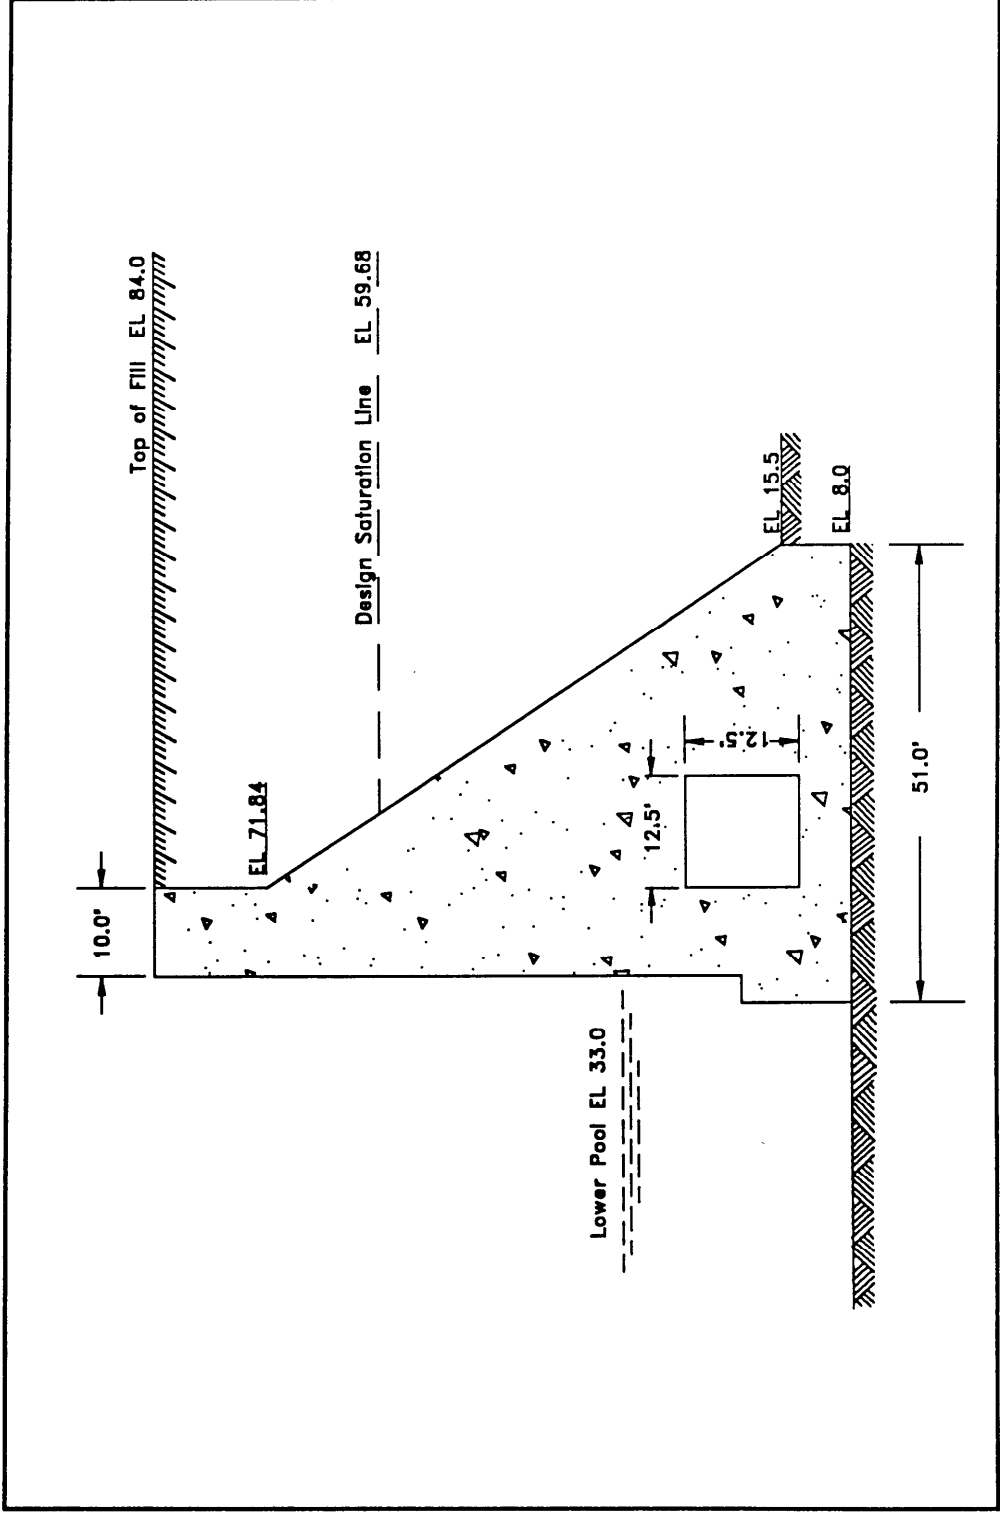 Top of Fill EL 84.0
10.0'
EL 71.84
Design Saturation Line EL 59.68
Lower Pool EL 33.0
12.5'
12.5'
EL 15.5
EL 8.0
51.0'